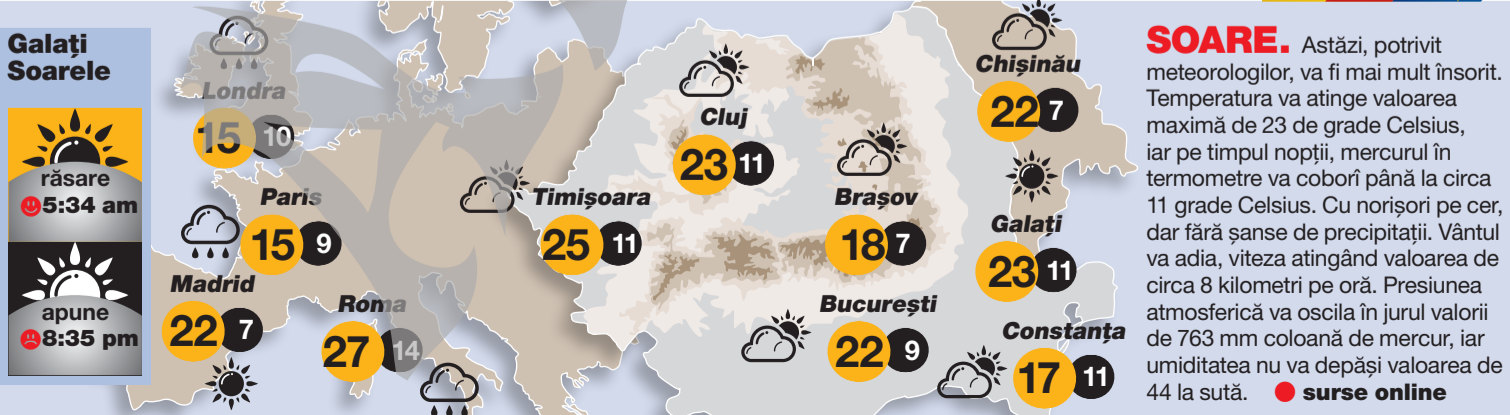 Galați
Soarele
răsare
5:34 am
apune
8:35 pm
Londra
15 10
Paris
15 9
Madrid
22 7
Roma
27 14
Timișoara
25 11
Cluj
23 11
Brașov
18 7
București
22 9
Chișinău
22 7
Galați
23 11
Constanța
17 11
SOARE. Astăzi, potrivit
meteorologilor, va fi mai mult însorit.
Temperatura va atinge valoarea
maximă de 23 de grade Celsius,
iar pe timpul nopții, mercurul în
termometre va coborî până la circa
11 grade Celsius. Cu norișori pe cer,
dar fără șanse de precipitații. Vântul
va adia, viteza atingând valoarea de
circa 8 kilometri pe oră. Presiunea
atmosferică va oscila în jurul valorii
de 763 mm coloană de mercur, iar
umiditatea nu va depăși valoarea de
44 la sută. surse online